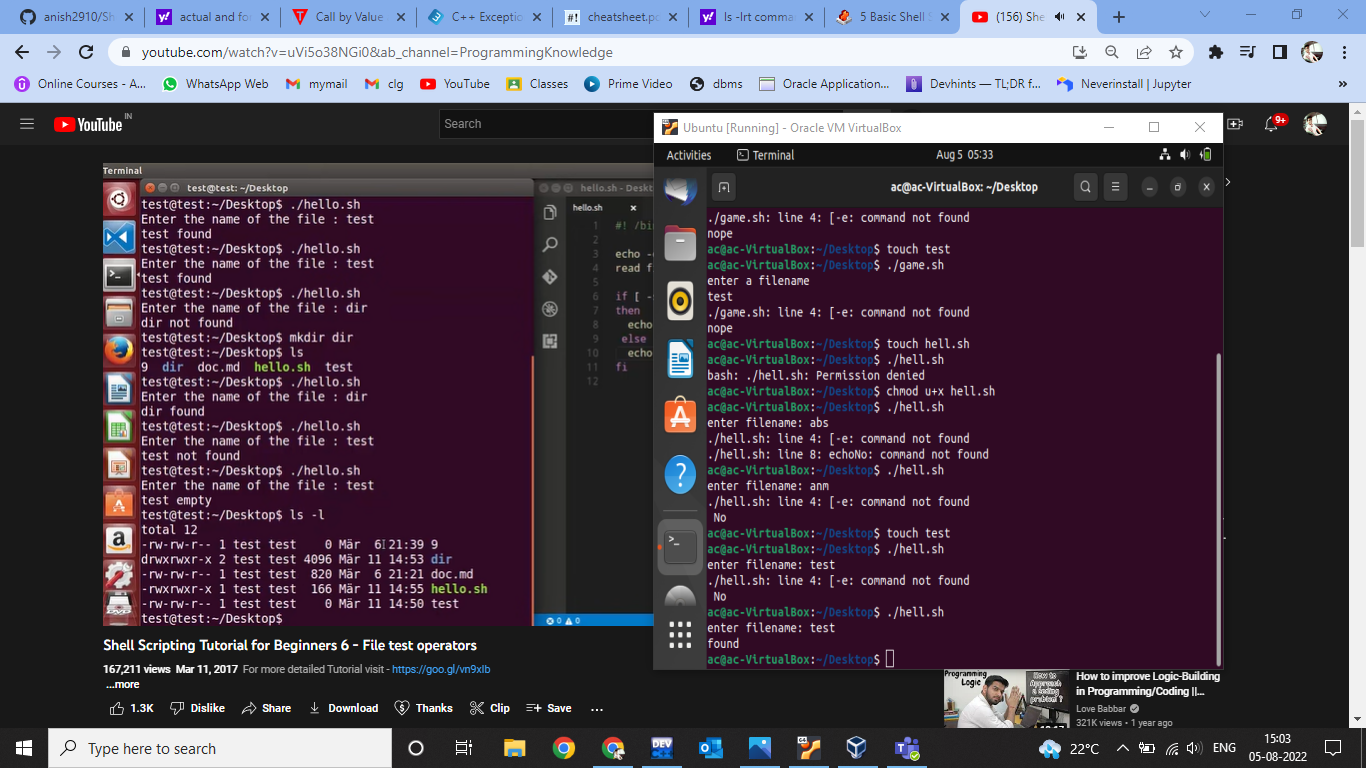 anish2910/Sh
actual and fo
Call by Value
C++ Exceptio
cheatsheet.po
ls -lrt comma
5 Basic Shell S
(156) She
youtube.com/watch?v=uVi5o38NGi0&ab_channel=ProgrammingKnowledge
Online Courses - A...
WhatsApp Web
mymail
clg
YouTube
Classes
Prime Video
dbms
Oracle Application...
Devhints — TL;DR f...
Neverinstall | Jupyter
»
YouTube IN
Search
9+
Terminal
test@test: ~/Desktop
test@test:~/Desktop$ ./hello.sh
Enter the name of the file : test
test found
test@test:~/Desktop$ ./hello.sh
Enter the name of the file : test
test found
test@test:~/Desktop$ ./hello.sh
Enter the name of the file : dir
dir not found
test@test:~/Desktop$ mkdir dir
test@test:~/Desktop$ ls
9 dir doc.md hello.sh test
test@test:~/Desktop$ ./hello.sh
Enter the name of the file : dir
dir found
test@test:~/Desktop$ ./hello.sh
Enter the name of the file : test
test not found
test@test:~/Desktop$ ./hello.sh
Enter the name of the file : test
test empty
test@test:~/Desktop$ ls -l
total 12
-rw-rw-r-- 1 test test 0 Mär 6 21:39 9
drwxrwxr-x 2 test test 4096 Mär 11 14:53 dir
-rw-rw-r-- 1 test test 820 Mär 6 21:21 doc.md
-rwxrwxr-x 1 test test 166 Mär 11 14:55 hello.sh
-rw-rw-r-- 1 test test 0 Mär 11 14:50 test
test@test:~/Desktop$
hello.sh - Deskt
hello.sh
1 #! /bin
2
3 echo -
4 read f
5
6 if [ -
7 then
8 echo
9 else
10 echo
11 fi
12
0 0
Ubuntu [Running] - Oracle VM VirtualBox
Activities
Terminal
Aug 5 05:33
ac@ac-VirtualBox: ~/Desktop
./game.sh: line 4: [-e: command not found
nope
ac@ac-VirtualBox:~/Desktop$ touch test
ac@ac-VirtualBox:~/Desktop$ ./game.sh
enter a filename
test
./game.sh: line 4: [-e: command not found
nope
ac@ac-VirtualBox:~/Desktop$ touch hell.sh
ac@ac-VirtualBox:~/Desktop$ ./hell.sh
bash: ./hell.sh: Permission denied
ac@ac-VirtualBox:~/Desktop$ chmod u+x hell.sh
ac@ac-VirtualBox:~/Desktop$ ./hell.sh
enter filename: abs
./hell.sh: line 4: [-e: command not found
./hell.sh: line 8: echoNo: command not found
ac@ac-VirtualBox:~/Desktop$ ./hell.sh
enter filename: anm
./hell.sh: line 4: [-e: command not found
No
ac@ac-VirtualBox:~/Desktop$ touch test
ac@ac-VirtualBox:~/Desktop$ ./hell.sh
enter filename: test
./hell.sh: line 4: [-e: command not found
No
ac@ac-VirtualBox:~/Desktop$ ./hell.sh
enter filename: test
found
ac@ac-VirtualBox:~/Desktop$
Shell Scripting Tutorial for Beginners 6 - File test operators
167,211 views Mar 11, 2017 For more detailed Tutorial visit - https://goo.gl/vn9xIb
...more
1.3K
Dislike
Share
Download
Thanks
Clip
Save
Programming Logic
How to Approach a coding problem ?
How to improve Logic-Building
in Programming/Coding ||...
Love Babbar
321K views • 1 year ago
Type here to search
DEV
22°C
ENG
15:03
05-08-2022